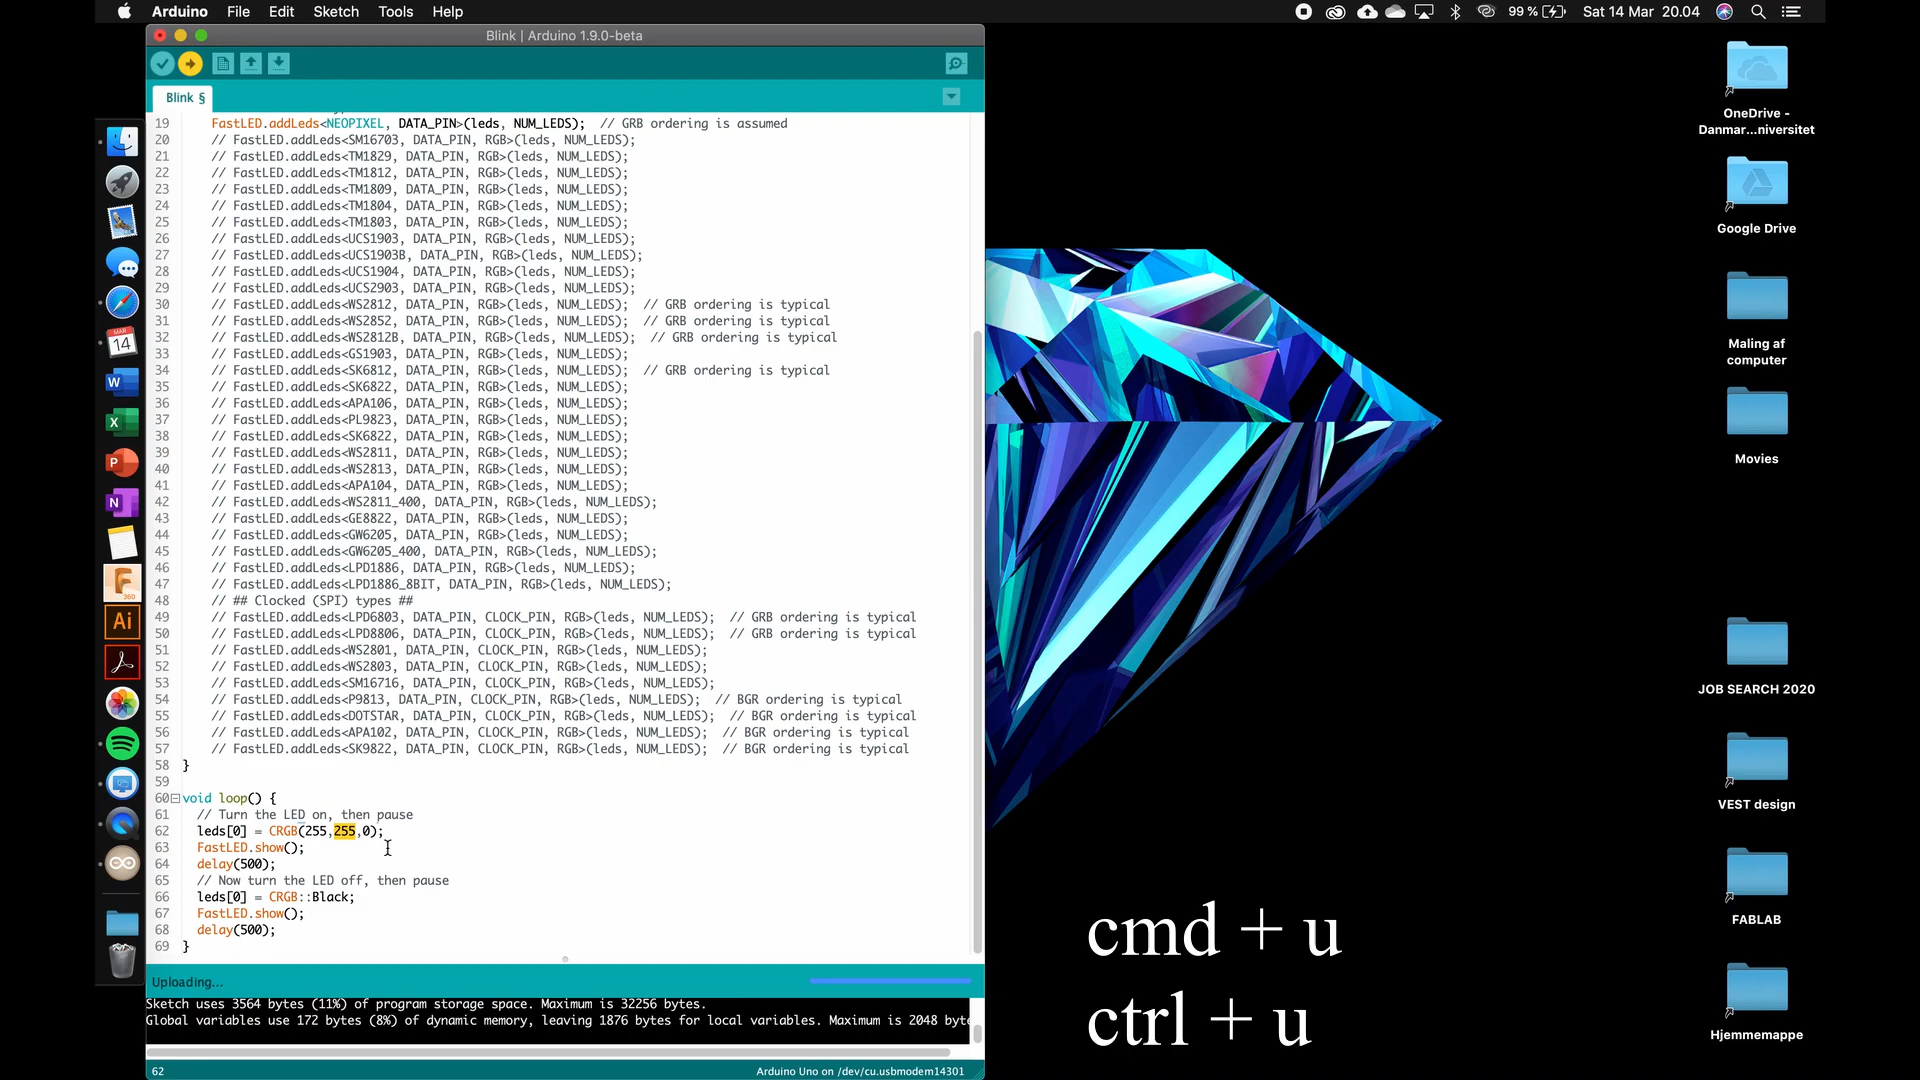 Arduino File Edit Sketch Tools Help
99 % Sat 14 Mar 20.04
Blink | Arduino 1.9.0-beta
Blink §
19 FastLED.addLeds<NEOPIXEL, DATA_PIN>(leds, NUM_LEDS);  // GRB ordering is assumed
20 // FastLED.addLeds<SM16703, DATA_PIN, RGB>(leds, NUM_LEDS);
21 // FastLED.addLeds<TM1829, DATA_PIN, RGB>(leds, NUM_LEDS);
22 // FastLED.addLeds<TM1812, DATA_PIN, RGB>(leds, NUM_LEDS);
23 // FastLED.addLeds<TM1809, DATA_PIN, RGB>(leds, NUM_LEDS);
24 // FastLED.addLeds<TM1804, DATA_PIN, RGB>(leds, NUM_LEDS);
25 // FastLED.addLeds<TM1803, DATA_PIN, RGB>(leds, NUM_LEDS);
26 // FastLED.addLeds<UCS1903, DATA_PIN, RGB>(leds, NUM_LEDS);
27 // FastLED.addLeds<UCS1903B, DATA_PIN, RGB>(leds, NUM_LEDS);
28 // FastLED.addLeds<UCS1904, DATA_PIN, RGB>(leds, NUM_LEDS);
29 // FastLED.addLeds<UCS2903, DATA_PIN, RGB>(leds, NUM_LEDS);
30 // FastLED.addLeds<WS2812, DATA_PIN, RGB>(leds, NUM_LEDS);  // GRB ordering is typical
31 // FastLED.addLeds<WS2852, DATA_PIN, RGB>(leds, NUM_LEDS);  // GRB ordering is typical
32 // FastLED.addLeds<WS2812B, DATA_PIN, RGB>(leds, NUM_LEDS);  // GRB ordering is typical
33 // FastLED.addLeds<GS1903, DATA_PIN, RGB>(leds, NUM_LEDS);
34 // FastLED.addLeds<SK6812, DATA_PIN, RGB>(leds, NUM_LEDS);  // GRB ordering is typical
35 // FastLED.addLeds<SK6822, DATA_PIN, RGB>(leds, NUM_LEDS);
36 // FastLED.addLeds<APA106, DATA_PIN, RGB>(leds, NUM_LEDS);
37 // FastLED.addLeds<PL9823, DATA_PIN, RGB>(leds, NUM_LEDS);
38 // FastLED.addLeds<SK6822, DATA_PIN, RGB>(leds, NUM_LEDS);
39 // FastLED.addLeds<WS2811, DATA_PIN, RGB>(leds, NUM_LEDS);
40 // FastLED.addLeds<WS2813, DATA_PIN, RGB>(leds, NUM_LEDS);
41 // FastLED.addLeds<APA104, DATA_PIN, RGB>(leds, NUM_LEDS);
42 // FastLED.addLeds<WS2811_400, DATA_PIN, RGB>(leds, NUM_LEDS);
43 // FastLED.addLeds<GE8822, DATA_PIN, RGB>(leds, NUM_LEDS);
44 // FastLED.addLeds<GW6205, DATA_PIN, RGB>(leds, NUM_LEDS);
45 // FastLED.addLeds<GW6205_400, DATA_PIN, RGB>(leds, NUM_LEDS);
46 // FastLED.addLeds<LPD1886, DATA_PIN, RGB>(leds, NUM_LEDS);
47 // FastLED.addLeds<LPD1886_8BIT, DATA_PIN, RGB>(leds, NUM_LEDS);
48 // ## Clocked (SPI) types ##
49 // FastLED.addLeds<LPD6803, DATA_PIN, CLOCK_PIN, RGB>(leds, NUM_LEDS);  // GRB ordering is typical
50 // FastLED.addLeds<LPD8806, DATA_PIN, CLOCK_PIN, RGB>(leds, NUM_LEDS);  // GRB ordering is typical
51 // FastLED.addLeds<WS2801, DATA_PIN, CLOCK_PIN, RGB>(leds, NUM_LEDS);
52 // FastLED.addLeds<WS2803, DATA_PIN, CLOCK_PIN, RGB>(leds, NUM_LEDS);
53 // FastLED.addLeds<SM16716, DATA_PIN, CLOCK_PIN, RGB>(leds, NUM_LEDS);
54 // FastLED.addLeds<P9813, DATA_PIN, CLOCK_PIN, RGB>(leds, NUM_LEDS);  // BGR ordering is typical
55 // FastLED.addLeds<DOTSTAR, DATA_PIN, CLOCK_PIN, RGB>(leds, NUM_LEDS);  // BGR ordering is typical
56 // FastLED.addLeds<APA102, DATA_PIN, CLOCK_PIN, RGB>(leds, NUM_LEDS);  // BGR ordering is typical
57 // FastLED.addLeds<SK9822, DATA_PIN, CLOCK_PIN, RGB>(leds, NUM_LEDS);  // BGR ordering is typical
58 }
59
60 void loop() {
61 // Turn the LED on, then pause
62 leds[0] = CRGB(255,255,0);
63 FastLED.show();
64 delay(500);
65 // Now turn the LED off, then pause
66 leds[0] = CRGB::Black;
67 FastLED.show();
68 delay(500);
69 }
Uploading...
Sketch uses 3564 bytes (11%) of program storage space. Maximum is 32256 bytes.
Global variables use 172 bytes (8%) of dynamic memory, leaving 1876 bytes for local variables. Maximum is 2048 byte
62 Arduino Uno on /dev/cu.usbmodem14301
MAR
14
W
X
P
N
F
360
Ai
cmd + u
ctrl + u
OneDrive -
Danmar...niversitet
Google Drive
Maling af
computer
Movies
JOB SEARCH 2020
VEST design
FABLAB
Hjemmemappe